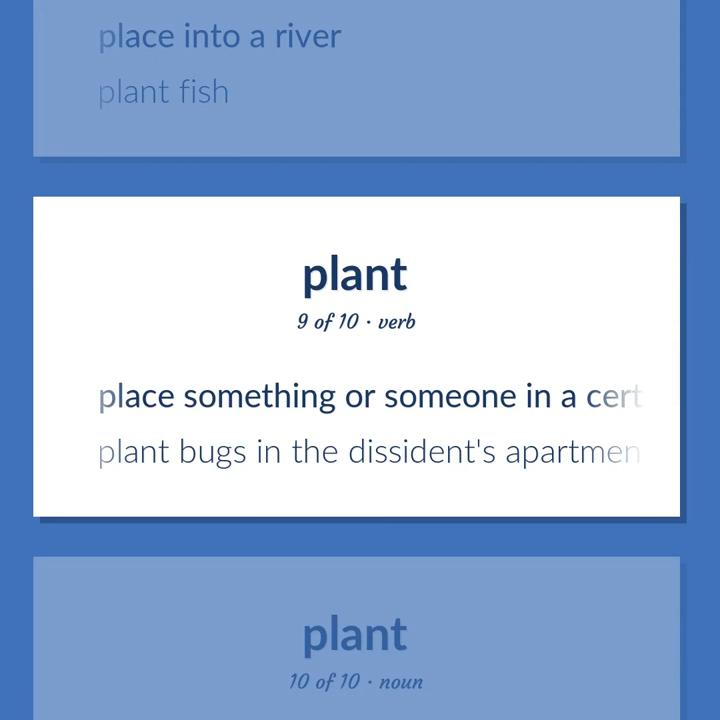 place into a river
plant fish
plant
9 of 10 · verb
place something or someone in a cert
plant bugs in the dissident's apartmen
plant
10 of 10 · noun